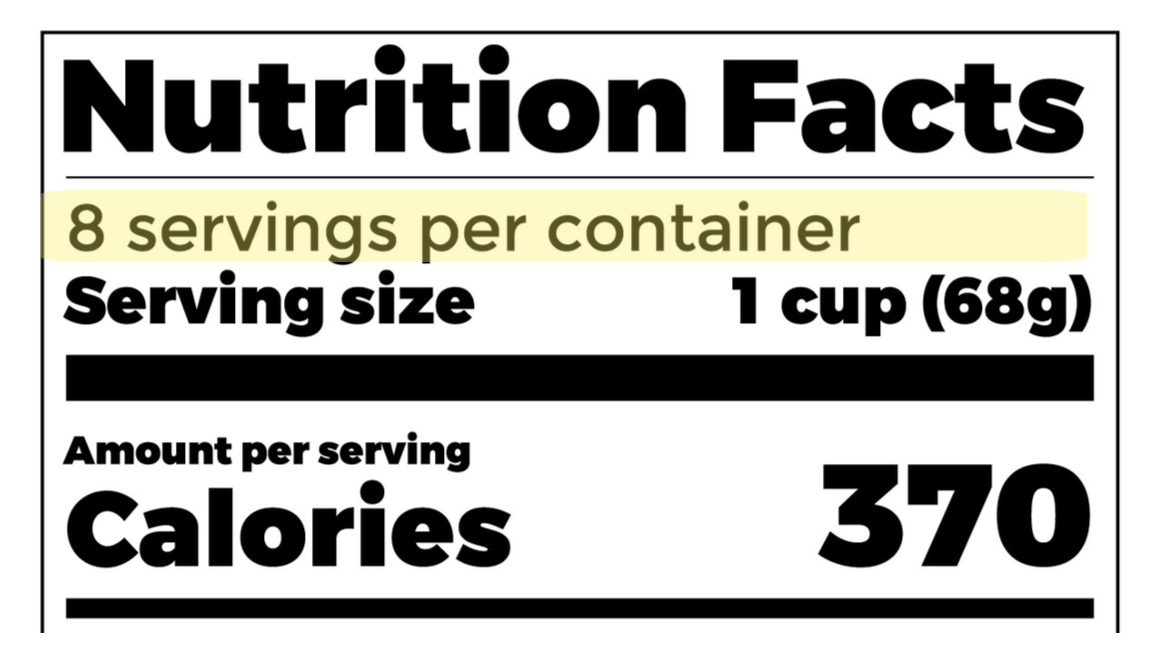 Nutrition Facts
8 servings per container
Serving size 1 cup (68g)
Amount per serving
Calories 370